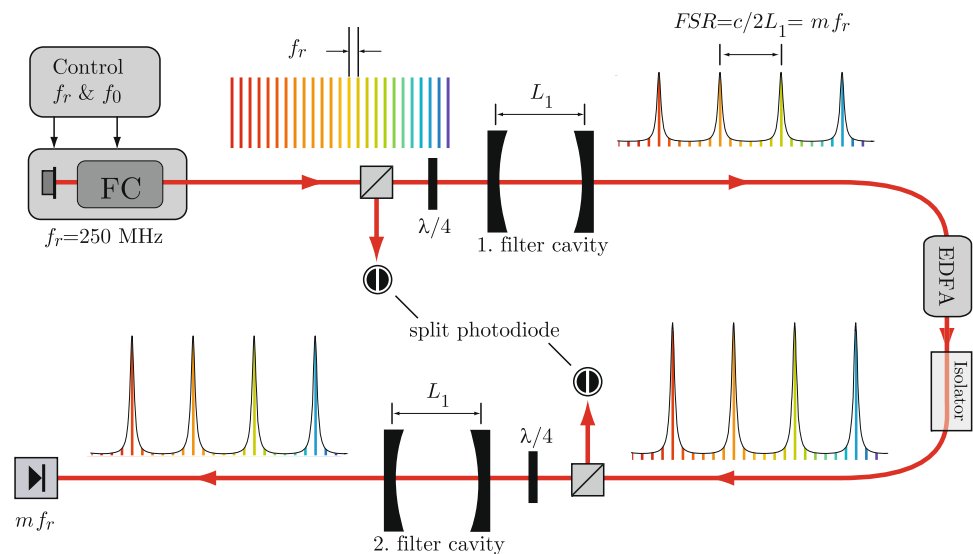 Control
f_r & f_0
FC
f_r=250 MHz
f_r
λ/4
L_1
1. filter cavity
FSR=c/2L_1= m f_r
EDFA
Isolator
split photodiode
λ/4
L_1
2. filter cavity
m f_r